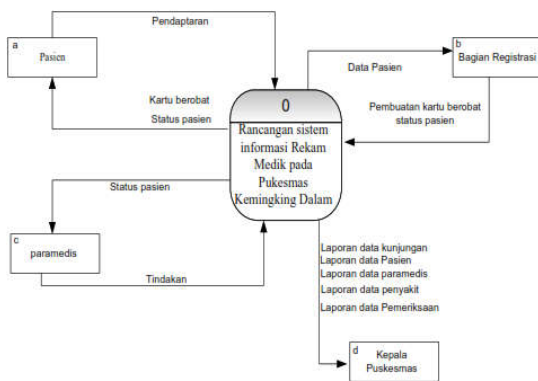 Pendaptaran
a
Pasien
b
Bagian Registrasi
Data Pasien
Kartu berobat
Status pasien
0
Rancangan sistem
informasi Rekam
Medik pada
Pukesmas
Kemingking Dalam
Pembuatan kartu berobat
status pasien
Status pasien
c
paramedis
Tindakan
Laporan data kunjungan
Laporan data Pasien
Laporan data paramedis
Laporan data penyakit
Laporan data Pemeriksaan
d
Kepala
Puskesmas